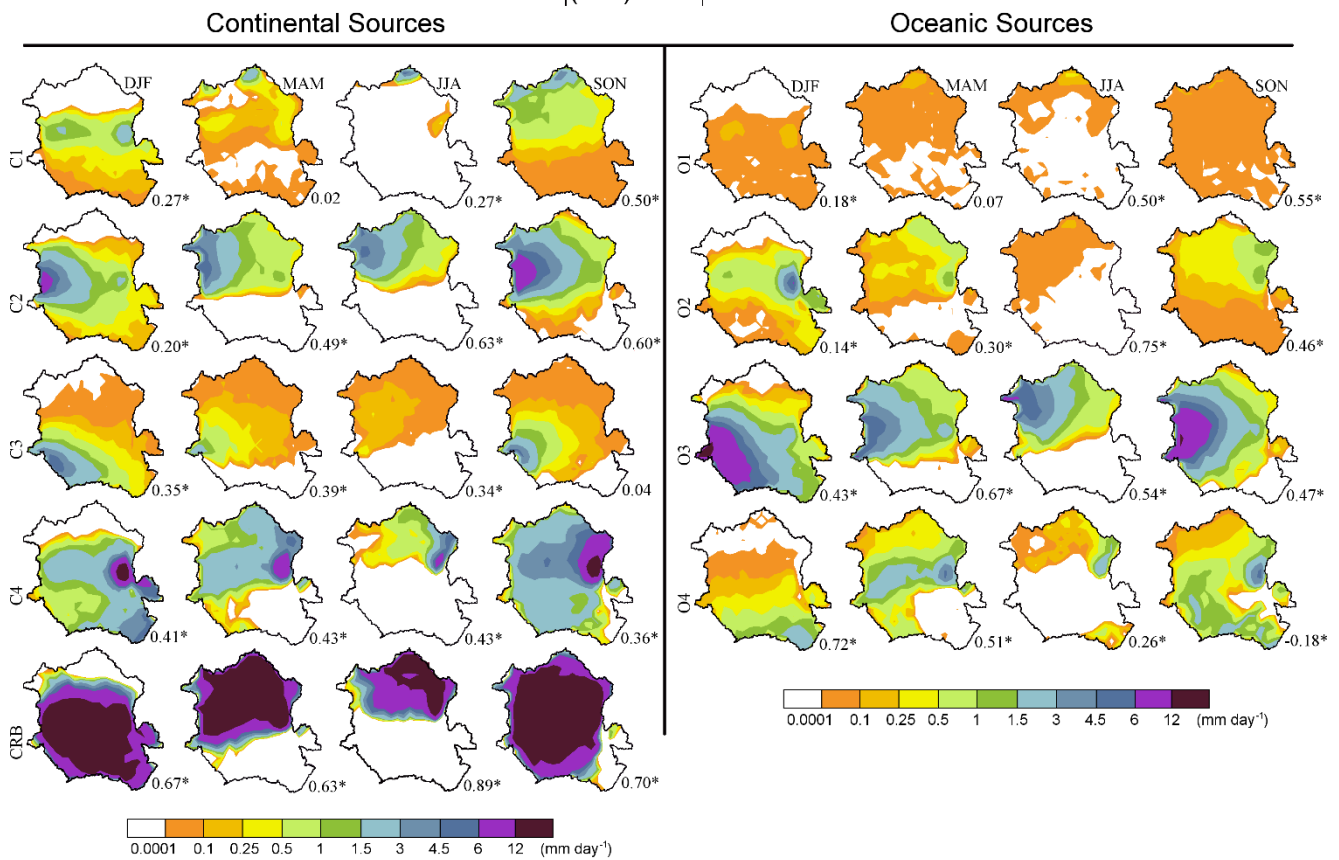 Continental Sources
Oceanic Sources
DJF MAM JJA SON
C1
0.27* 0.02 0.27* 0.50*
C2
0.20* 0.49* 0.63* 0.60*
C3
0.35* 0.39* 0.34* 0.04
C4
0.41* 0.43* 0.43* 0.36*
CRB
0.67* 0.63* 0.89* 0.70*
0.0001 0.1 0.25 0.5 1 1.5 3 4.5 6 12 (mm day⁻¹)
DJF MAM JJA SON
O1
0.18* 0.07 0.50* 0.55*
O2
0.14* 0.30* 0.75* 0.46*
O3
0.43* 0.67* 0.54* 0.47*
O4
0.72* 0.51* 0.26* -0.18*
0.0001 0.1 0.25 0.5 1 1.5 3 4.5 6 12 (mm day⁻¹)